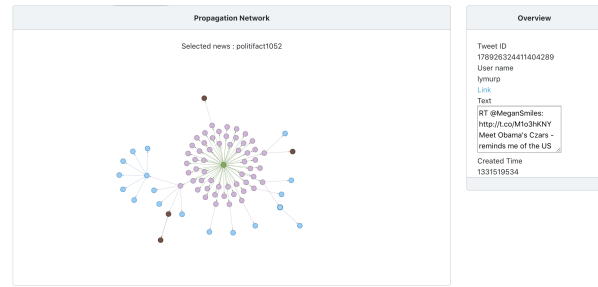 Propagation Network
Selected news : politifact1052
Overview
Tweet ID
178926324411404289
User name
lymurp
Link
Text
RT @MeganSmiles:
http://t.co/M1o3hKNY
Meet Obama's Czars -
reminds me of the US
Created Time
1331519534